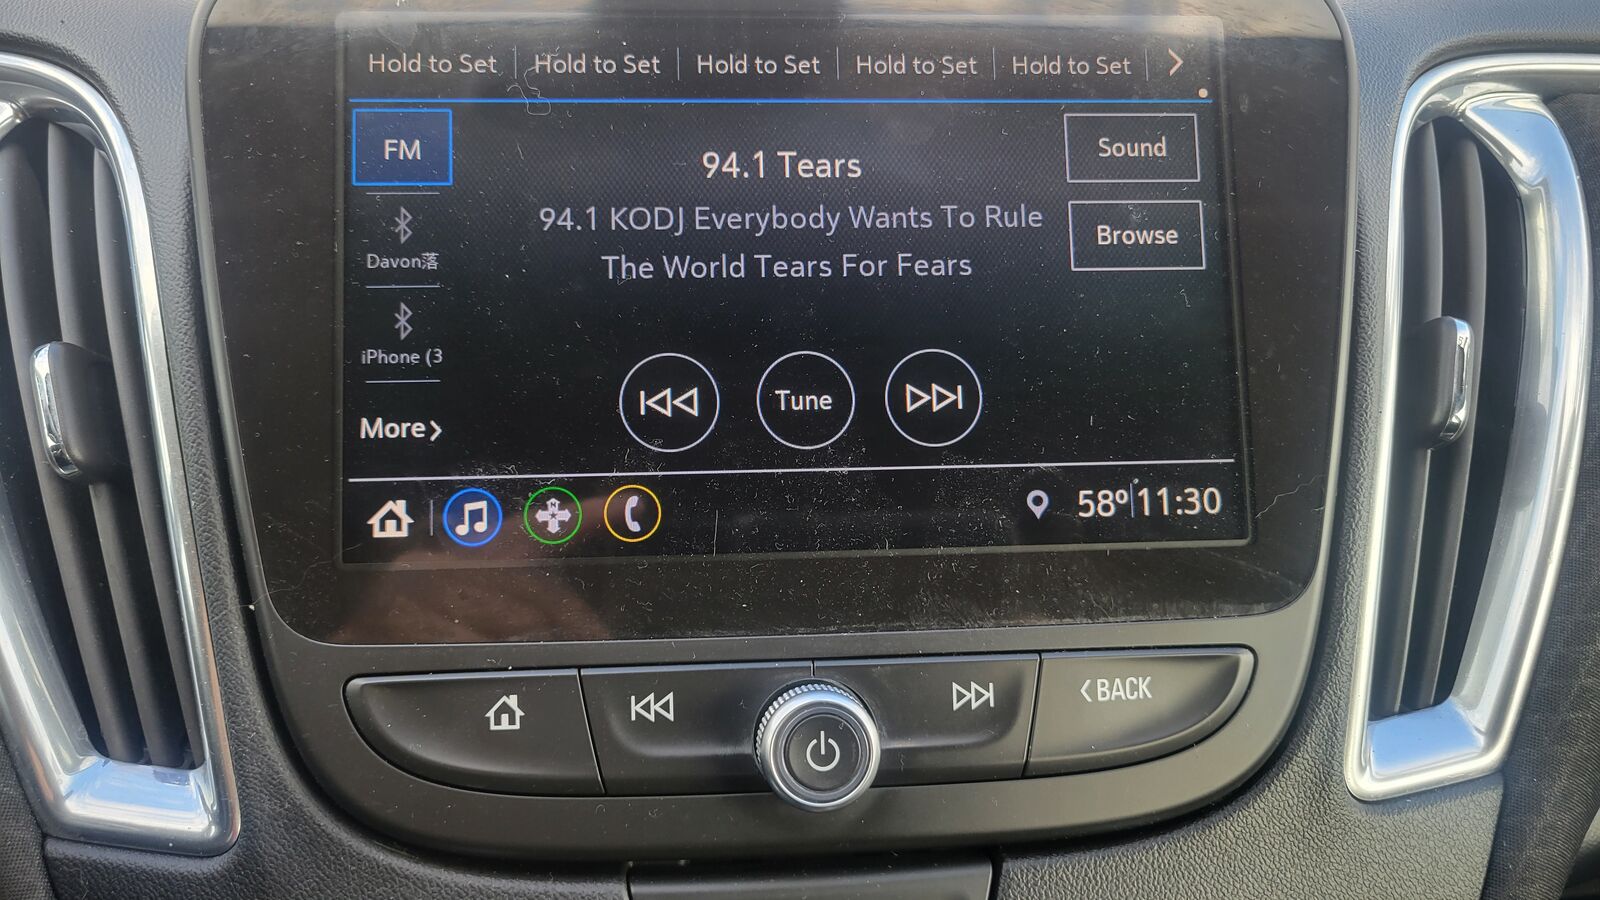 Hold to Set Hold to Set Hold to Set Hold to Set Hold to Set
FM
94.1 Tears
Sound
94.1 KODJ Everybody Wants To Rule
The World Tears For Fears
Browse
Davon落
iPhone (3
More
Tune
58º 11:30
BACK